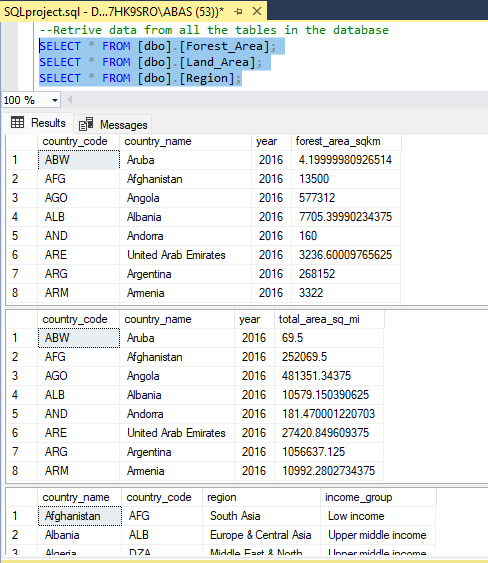 SQLproject.sql - D...7HK9SRO\ABAS (53))*
--Retrive data from all the tables in the database
SELECT * FROM [dbo].[Forest_Area];
SELECT * FROM [dbo].[Land_Area];
SELECT * FROM [dbo].[Region];
100 %
Results Messages
country_code country_name year forest_area_sqkm
1 ABW Aruba 2016 4.19999980926514
2 AFG Afghanistan 2016 13500
3 AGO Angola 2016 577312
4 ALB Albania 2016 7705.39990234375
5 AND Andorra 2016 160
6 ARE United Arab Emirates 2016 3236.60009765625
7 ARG Argentina 2016 268152
8 ARM Armenia 2016 3322
country_code country_name year total_area_sq_mi
1 ABW Aruba 2016 69.5
2 AFG Afghanistan 2016 252069.5
3 AGO Angola 2016 481351.34375
4 ALB Albania 2016 10579.150390625
5 AND Andorra 2016 181.470001220703
6 ARE United Arab Emirates 2016 27420.849609375
7 ARG Argentina 2016 1056637.125
8 ARM Armenia 2016 10992.2802734375
country_name country_code region income_group
1 Afghanistan AFG South Asia Low income
2 Albania ALB Europe & Central Asia Upper middle income
3 Algeria DZA Middle East & North Upper middle income